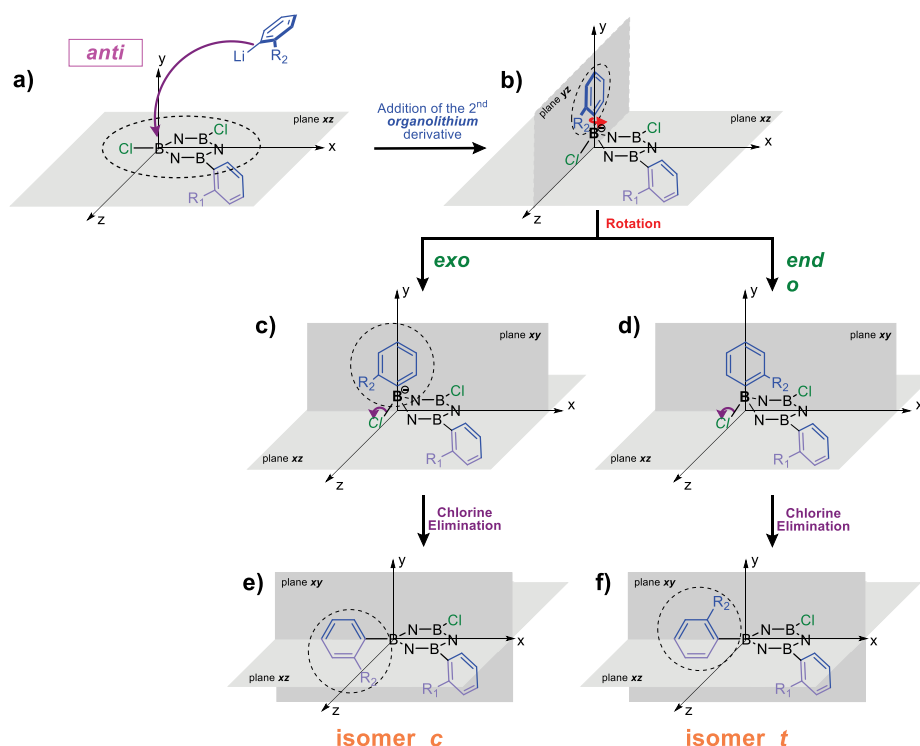 anti
a)
y
Li
R2
Cl
B
N
B
Cl
N
B
N
plane xz
x
R1
z
Addition of the 2nd
organolithium
derivative
b)
y
plane yz
R2
B
⊖
Cl
N
B
Cl
N
B
N
plane xz
x
R1
z
Rotation
exo
end
o
c)
y
plane xy
R2
B
⊖
Cl
N
B
Cl
N
B
N
x
R1
plane xz
z
d)
y
plane xy
R2
B
Cl
N
B
Cl
N
B
N
x
R1
plane xz
z
Chlorine
Elimination
Chlorine
Elimination
e)
y
plane xy
B
N
B
Cl
N
B
N
x
R2
R1
plane xz
z
f)
y
plane xy
R2
B
N
B
Cl
N
B
N
x
R1
plane xz
z
isomer c
isomer t